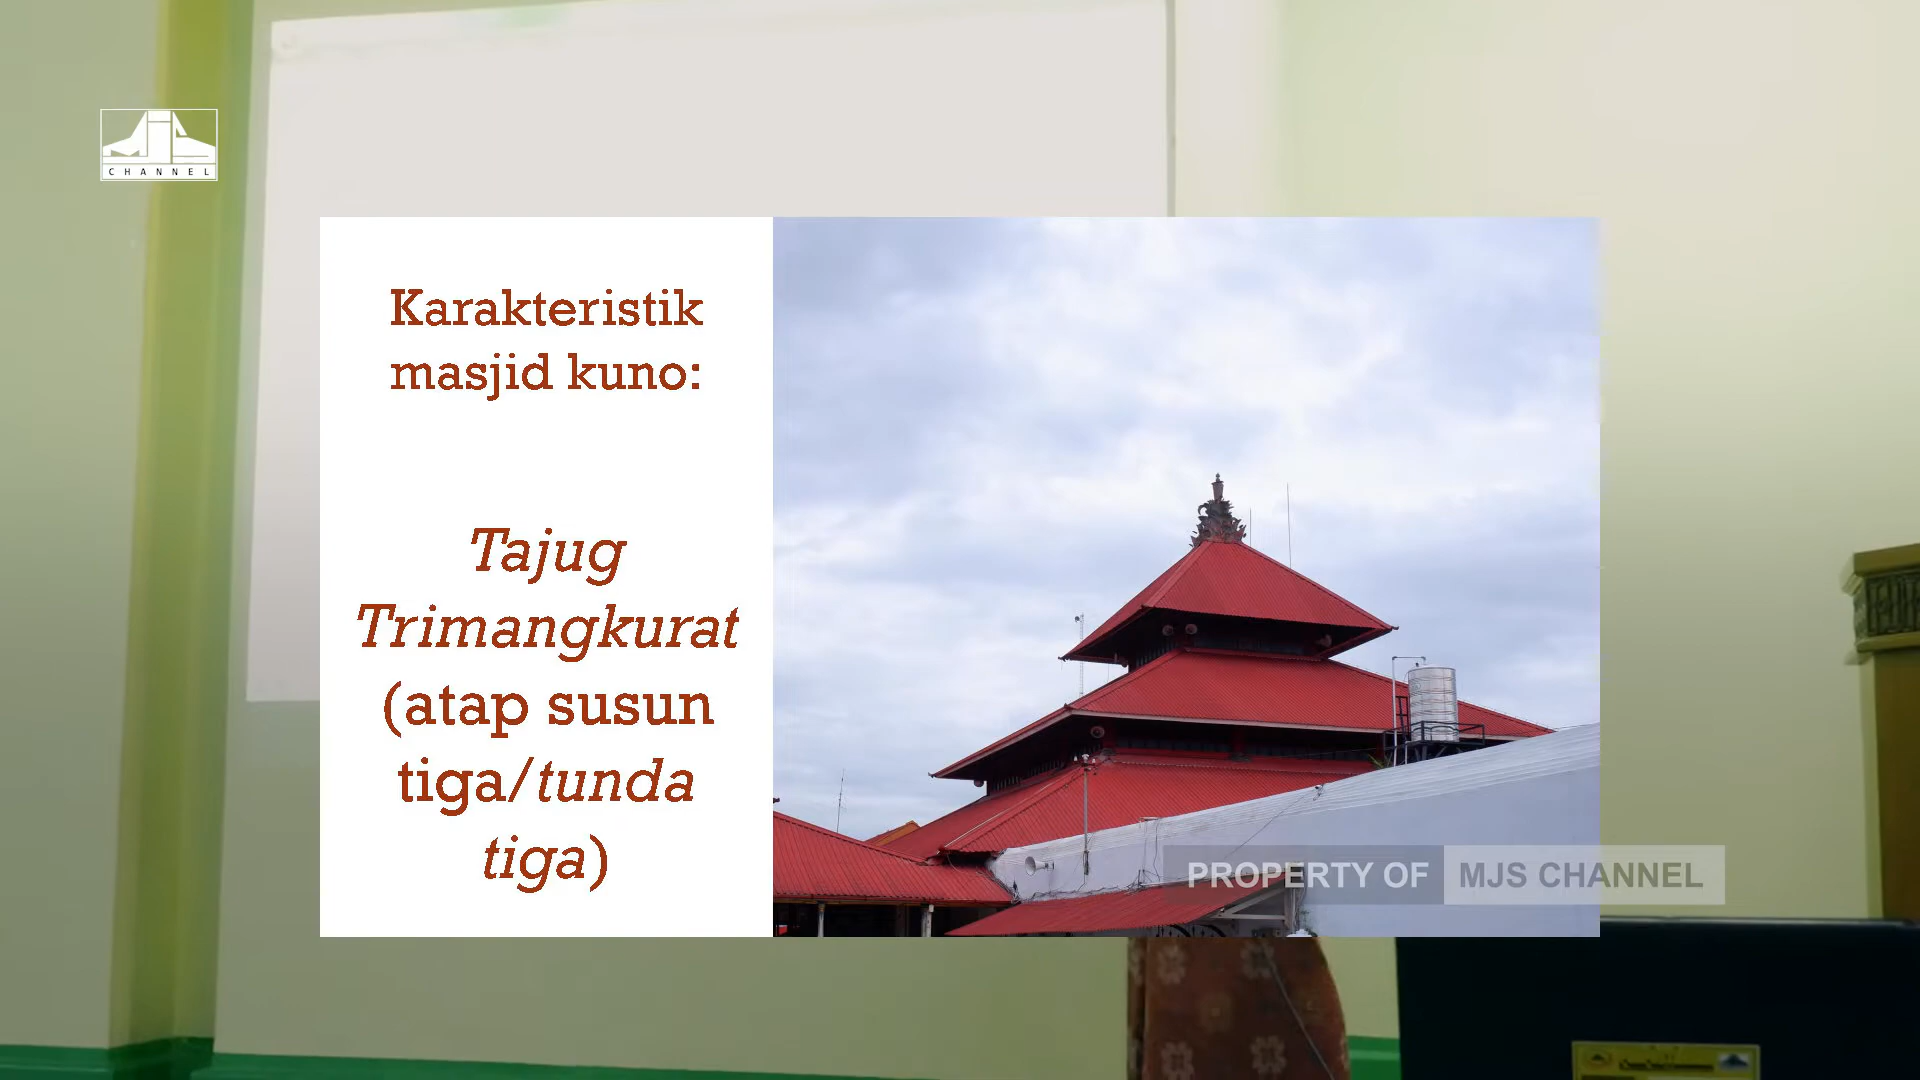 CHANNEL
Karakteristik
masjid kuno:
Tajug
Trimangkurat
(atap susun
tiga/tunda
tiga)
PROPERTY OF MJS CHANNEL